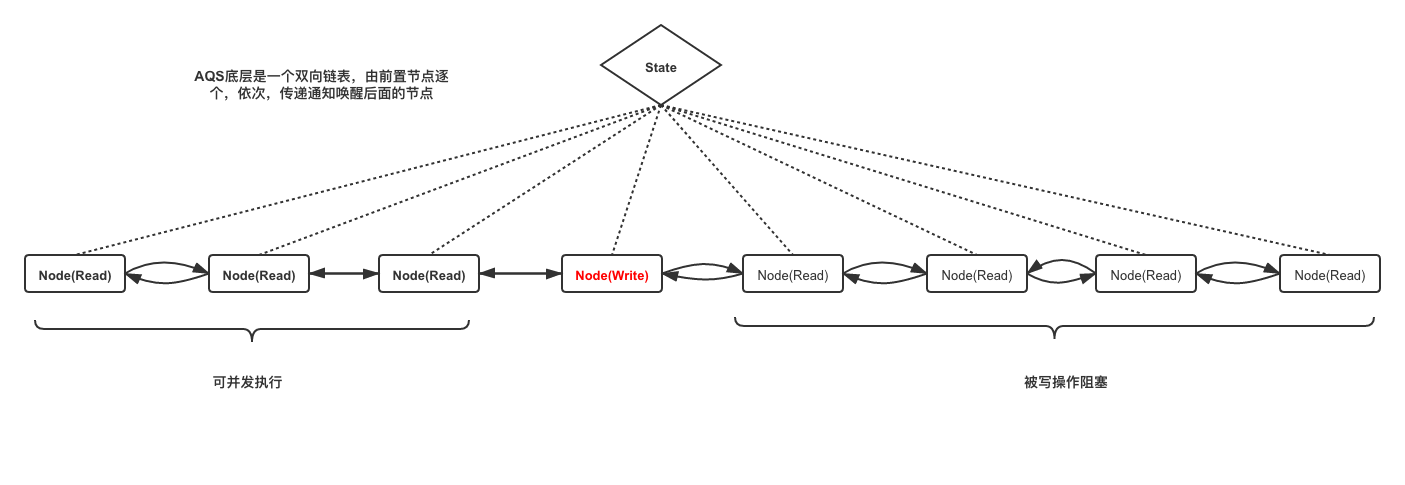 State
AQS底层是一个双向链表，由前置节点逐
个，依次，传递通知唤醒后面的节点
Node(Read)
Node(Read)
Node(Read)
Node(Write)
Node(Read)
Node(Read)
Node(Read)
Node(Read)
可并发执行
被写操作阻塞